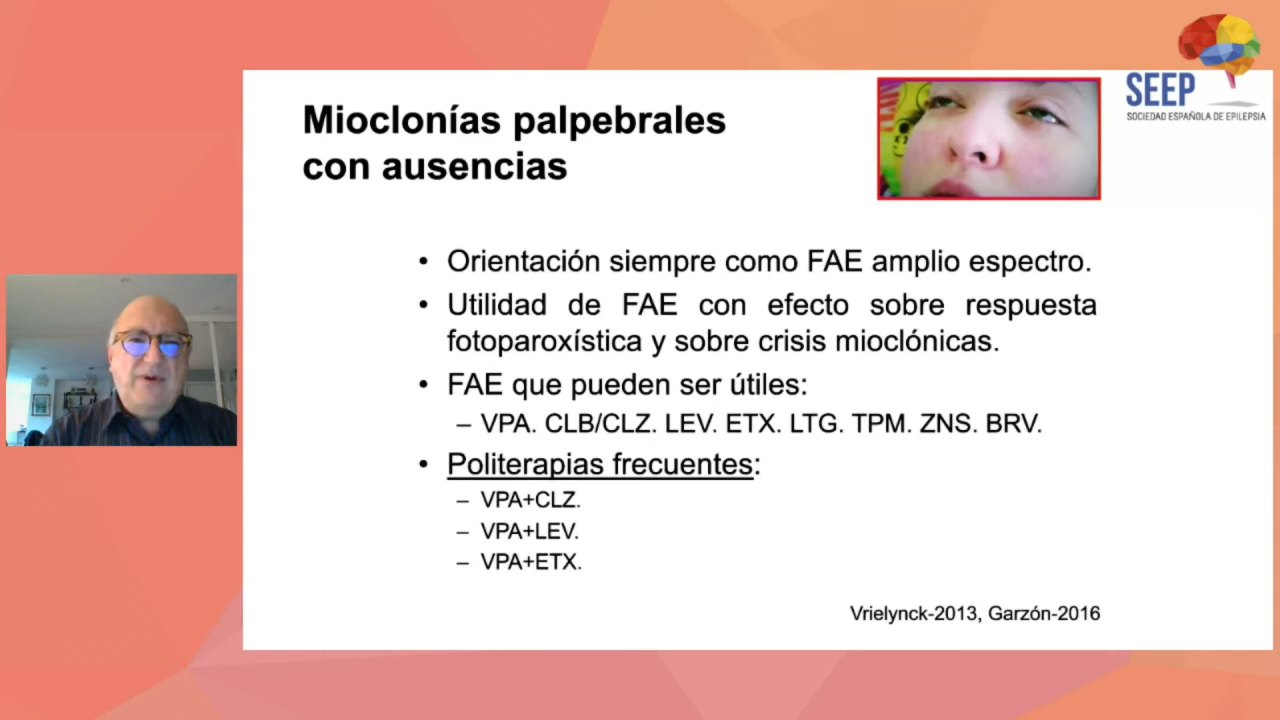 Mioclonías palpebrales
con ausencias
SEEP
SOCIEDAD ESPAÑOLA DE EPILEPSIA
• Orientación siempre como FAE amplio espectro.
• Utilidad de FAE con efecto sobre respuesta
fotoparoxística y sobre crisis mioclónicas.
• FAE que pueden ser útiles:
– VPA. CLB/CLZ. LEV. ETX. LTG. TPM. ZNS. BRV.
• Politerapias frecuentes:
– VPA+CLZ.
– VPA+LEV.
– VPA+ETX.
Vrielynck-2013, Garzón-2016